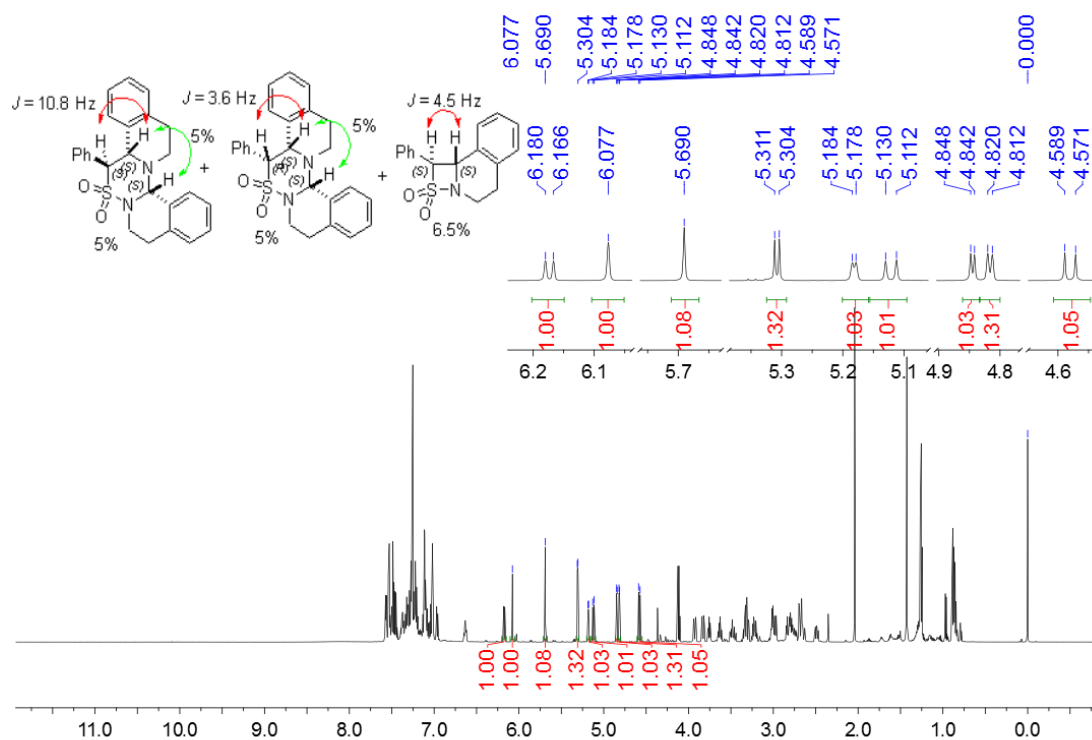 6.077
5.690
5.304
5.184
5.178
5.130
5.112
4.848
4.842
4.820
4.812
4.589
4.571
0.000
J = 10.8 Hz
H
H
5%
Ph
(S)
(S)
N
S
O
O
N
H
5%
+
J = 3.6 Hz
H
H
5%
Ph
(R)
(S)
(S)
N
S
O
O
N
H
5%
+
J = 4.5 Hz
H
H
Ph
(S)
(S)
S
N
O
O
6.5%
6.180
6.166
6.077
5.690
5.311
5.304
5.184
5.178
5.130
5.112
4.848
4.842
4.820
4.812
4.589
4.571
1.00
1.00
1.08
1.32
1.03
1.01
1.03
1.31
1.05
6.2 6.1 5.7 5.3 5.2 5.1 4.9 4.8 4.6
1.00
1.00
1.08
1.32
1.03
1.01
1.03
1.31
1.05
11.0 10.0 9.0 8.0 7.0 6.0 5.0 4.0 3.0 2.0 1.0 0.0